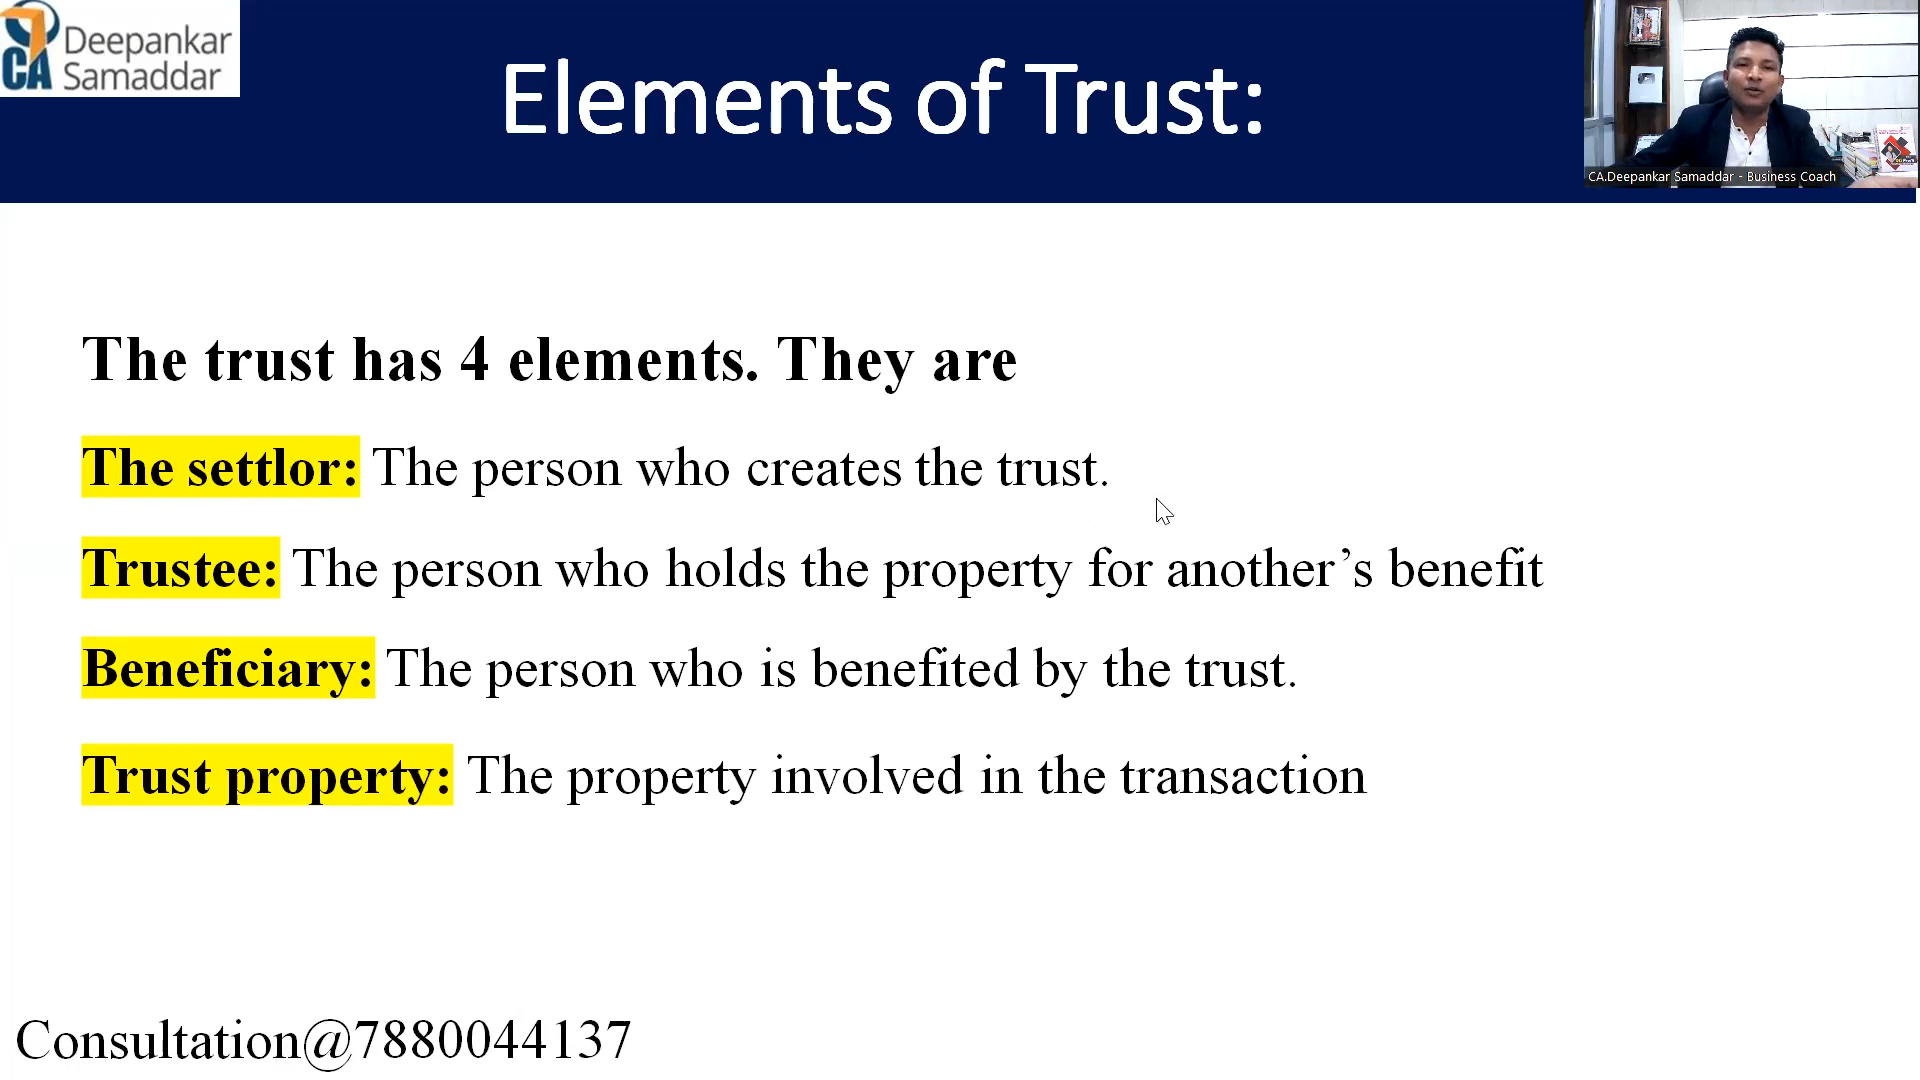 CA Deepankar
Samaddar
Elements of Trust:
CA.Deepankar Samaddar - Business Coach
The trust has 4 elements. They are
The settlor: The person who creates the trust.
Trustee: The person who holds the property for another’s benefit
Beneficiary: The person who is benefited by the trust.
Trust property: The property involved in the transaction
Consultation@7880044137